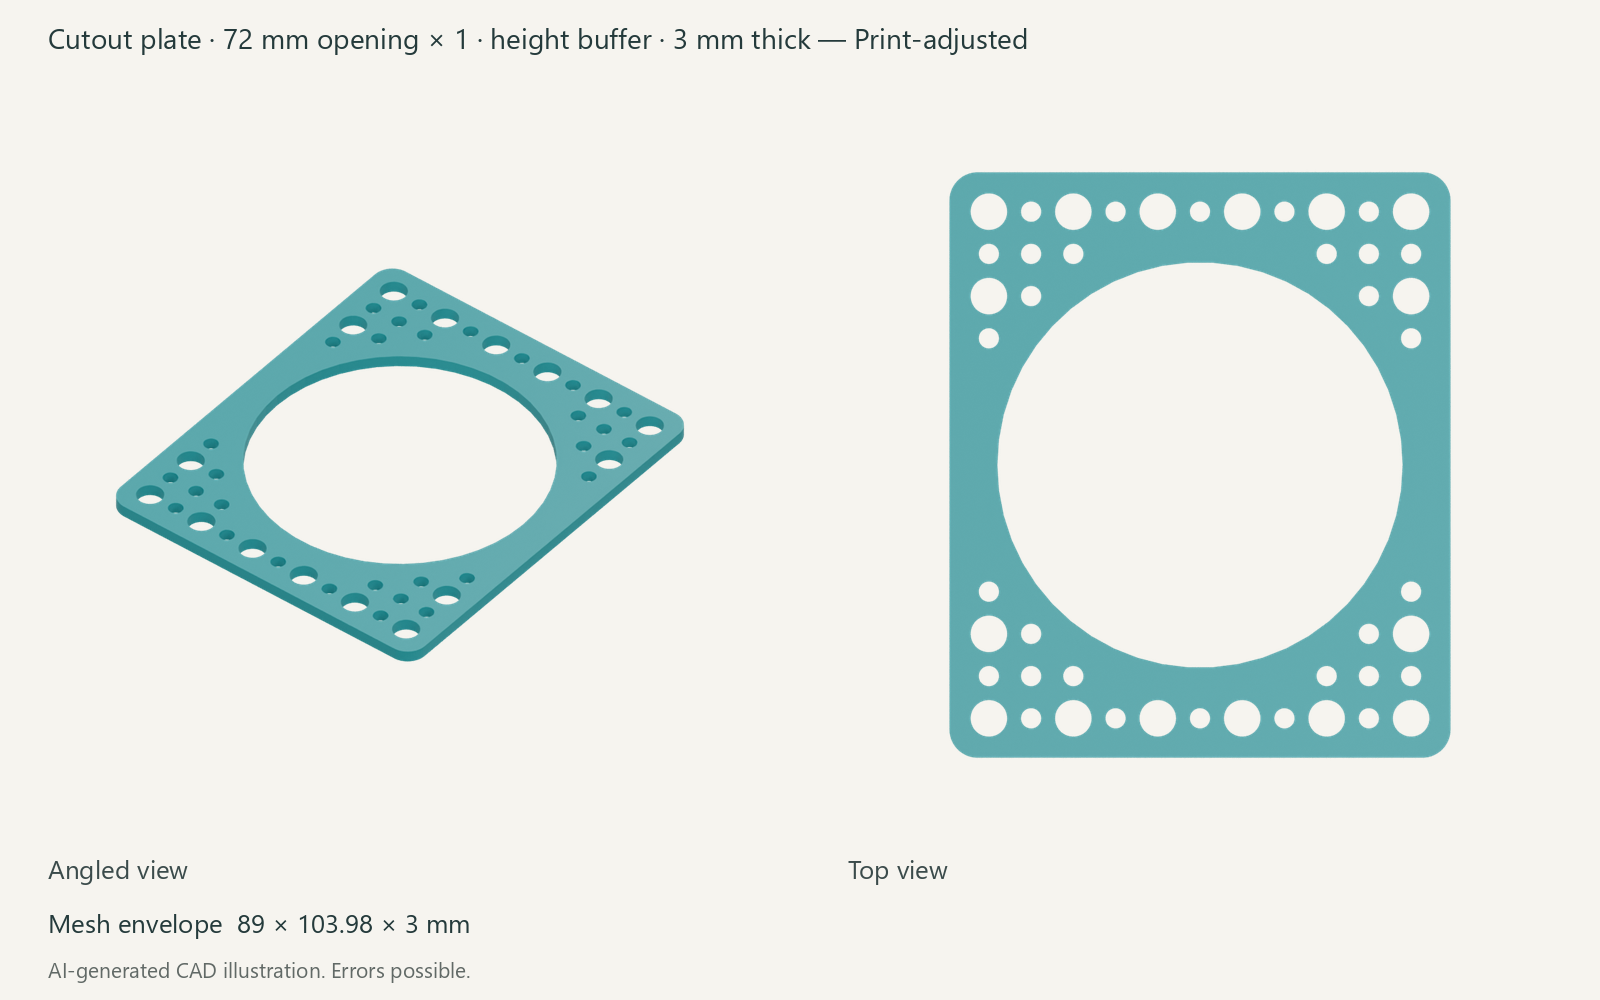 Cutout plate · 72 mm opening × 1 · height buffer · 3 mm thick — Print-adjusted
Angled view
Top view
Mesh envelope 89 × 103.98 × 3 mm
AI-generated CAD illustration. Errors possible.